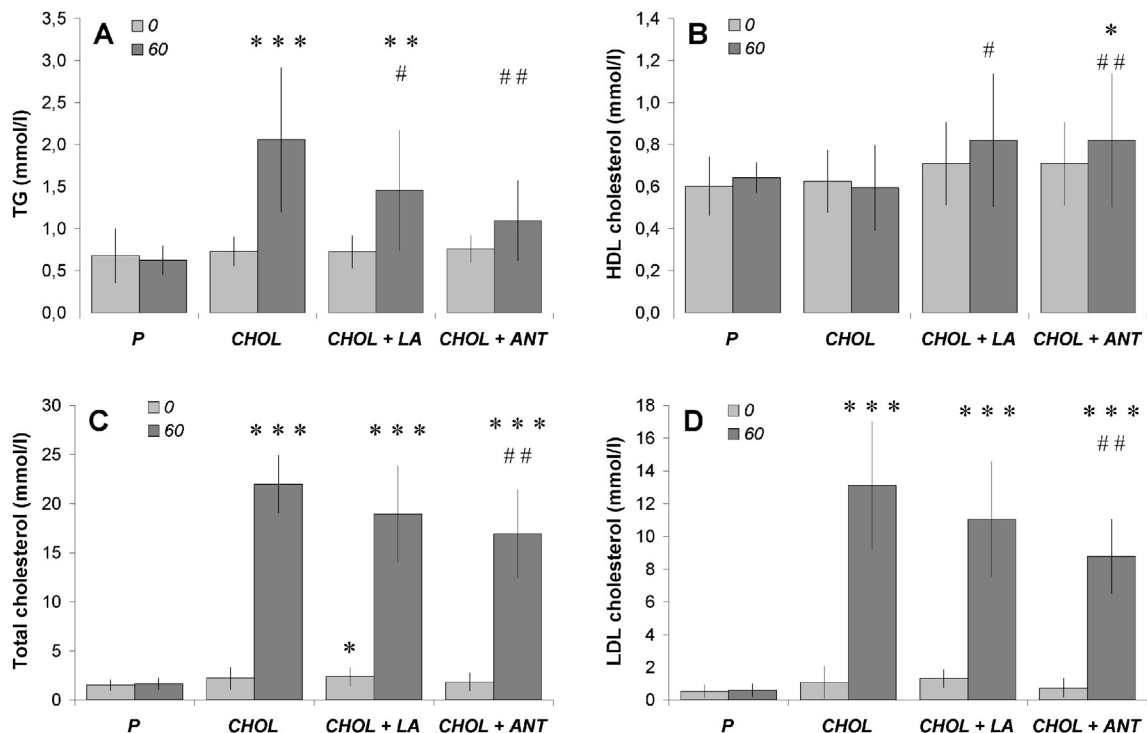 A
0
60
* * *
* *
#
# #
TG (mmol/l)
3,5
3,0
2,5
2,0
1,5
1,0
0,5
0,0
P
CHOL
CHOL + LA
CHOL + ANT
B
0
60
#
*
# #
HDL cholesterol (mmol/l)
1,4
1,2
1,0
0,8
0,6
0,4
0,2
0,0
P
CHOL
CHOL + LA
CHOL + ANT
C
0
60
* * *
* * *
* * *
# #
*
Total cholesterol (mmol/l)
30
25
20
15
10
5
0
P
CHOL
CHOL + LA
CHOL + ANT
D
0
60
* * *
* * *
* * *
# #
LDL cholesterol (mmol/l)
18
16
14
12
10
8
6
4
2
0
P
CHOL
CHOL + LA
CHOL + ANT